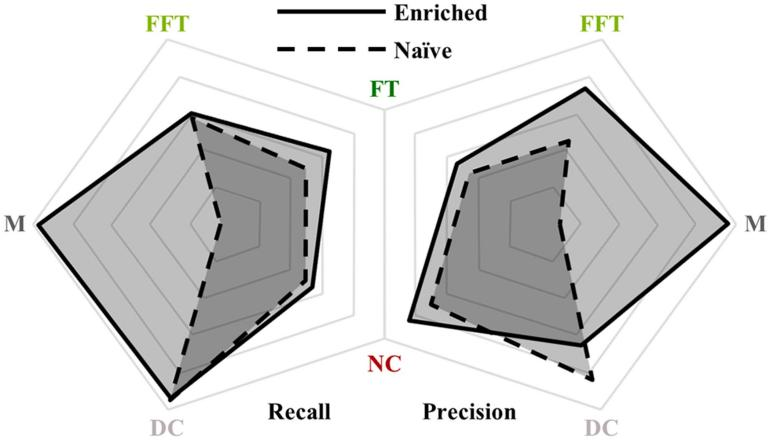 Enriched
Naïve
FFT
FFT
FT
M
M
NC
Recall
Precision
DC
DC